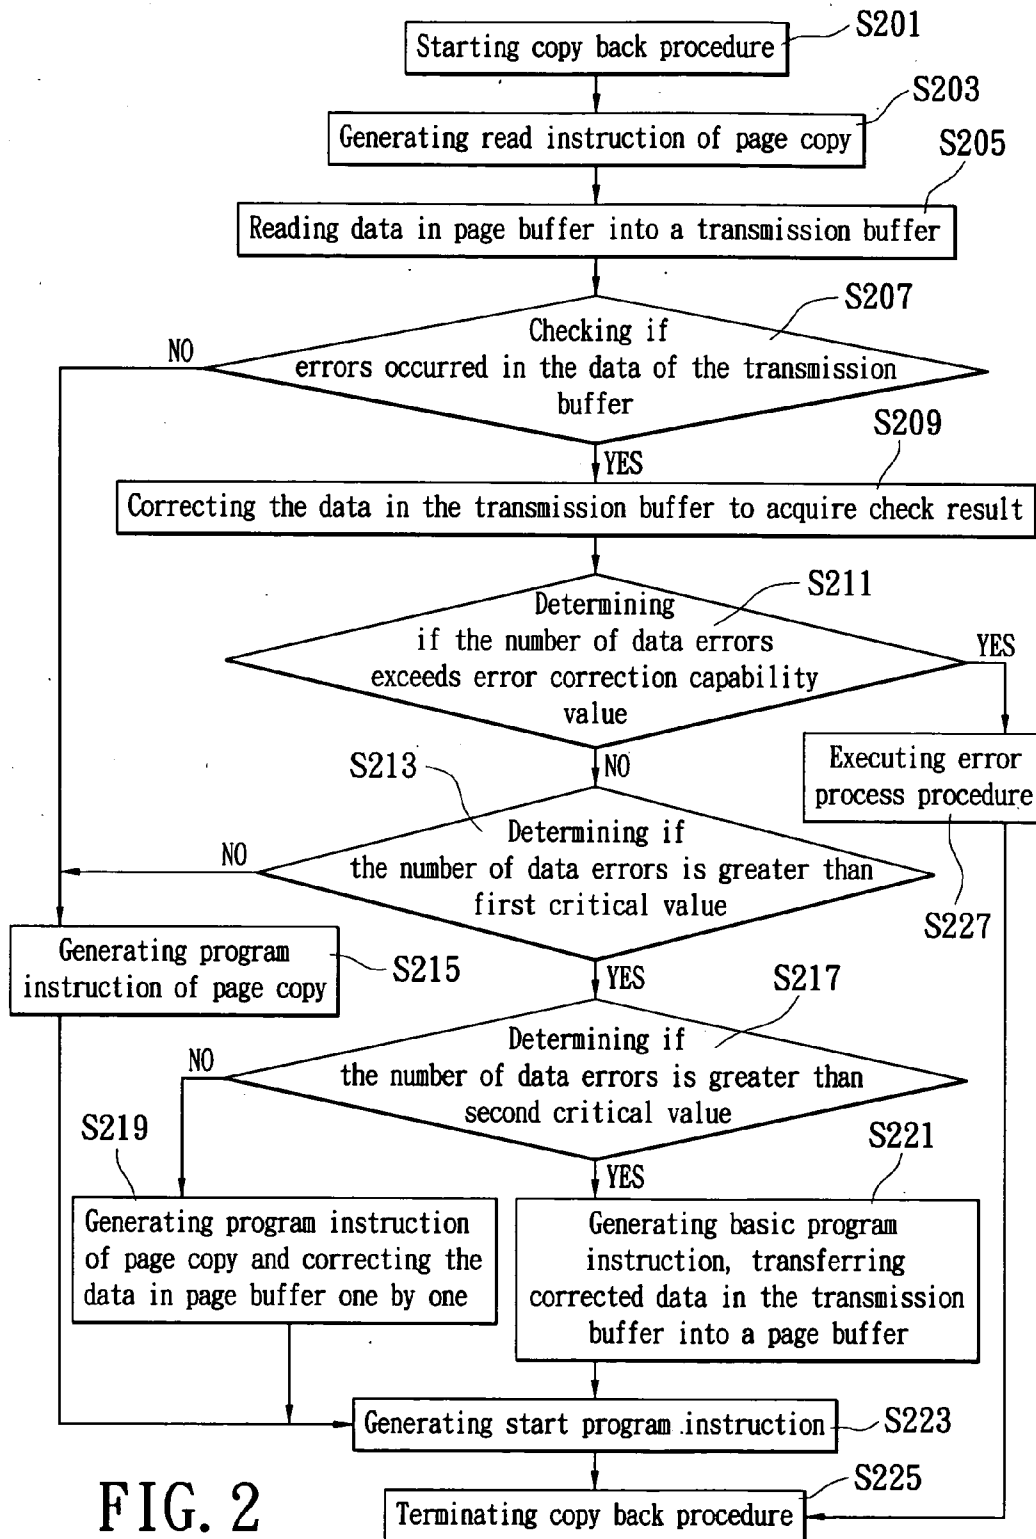 S201
Starting copy back procedure
S203
Generating read instruction of page copy
S205
Reading data in page buffer into a transmission buffer
S207
Checking if
errors occurred in the data of the transmission
buffer
NO
YES
S209
Correcting the data in the transmission buffer to acquire check result
S211
Determining
if the number of data errors
exceeds error correction capability
value
YES
NO
Executing error
process procedure
S227
S213
Determining if
the number of data errors is greater than
first critical value
NO
YES
Generating program
instruction of page copy
S215
S217
Determining if
the number of data errors is greater than
second critical value
NO
YES
S219
Generating program instruction
of page copy and correcting the
data in page buffer one by one
S221
Generating basic program
instruction, transferring
corrected data in the transmission
buffer into a page buffer
Generating start program instruction
S223
S225
Terminating copy back procedure
FIG. 2